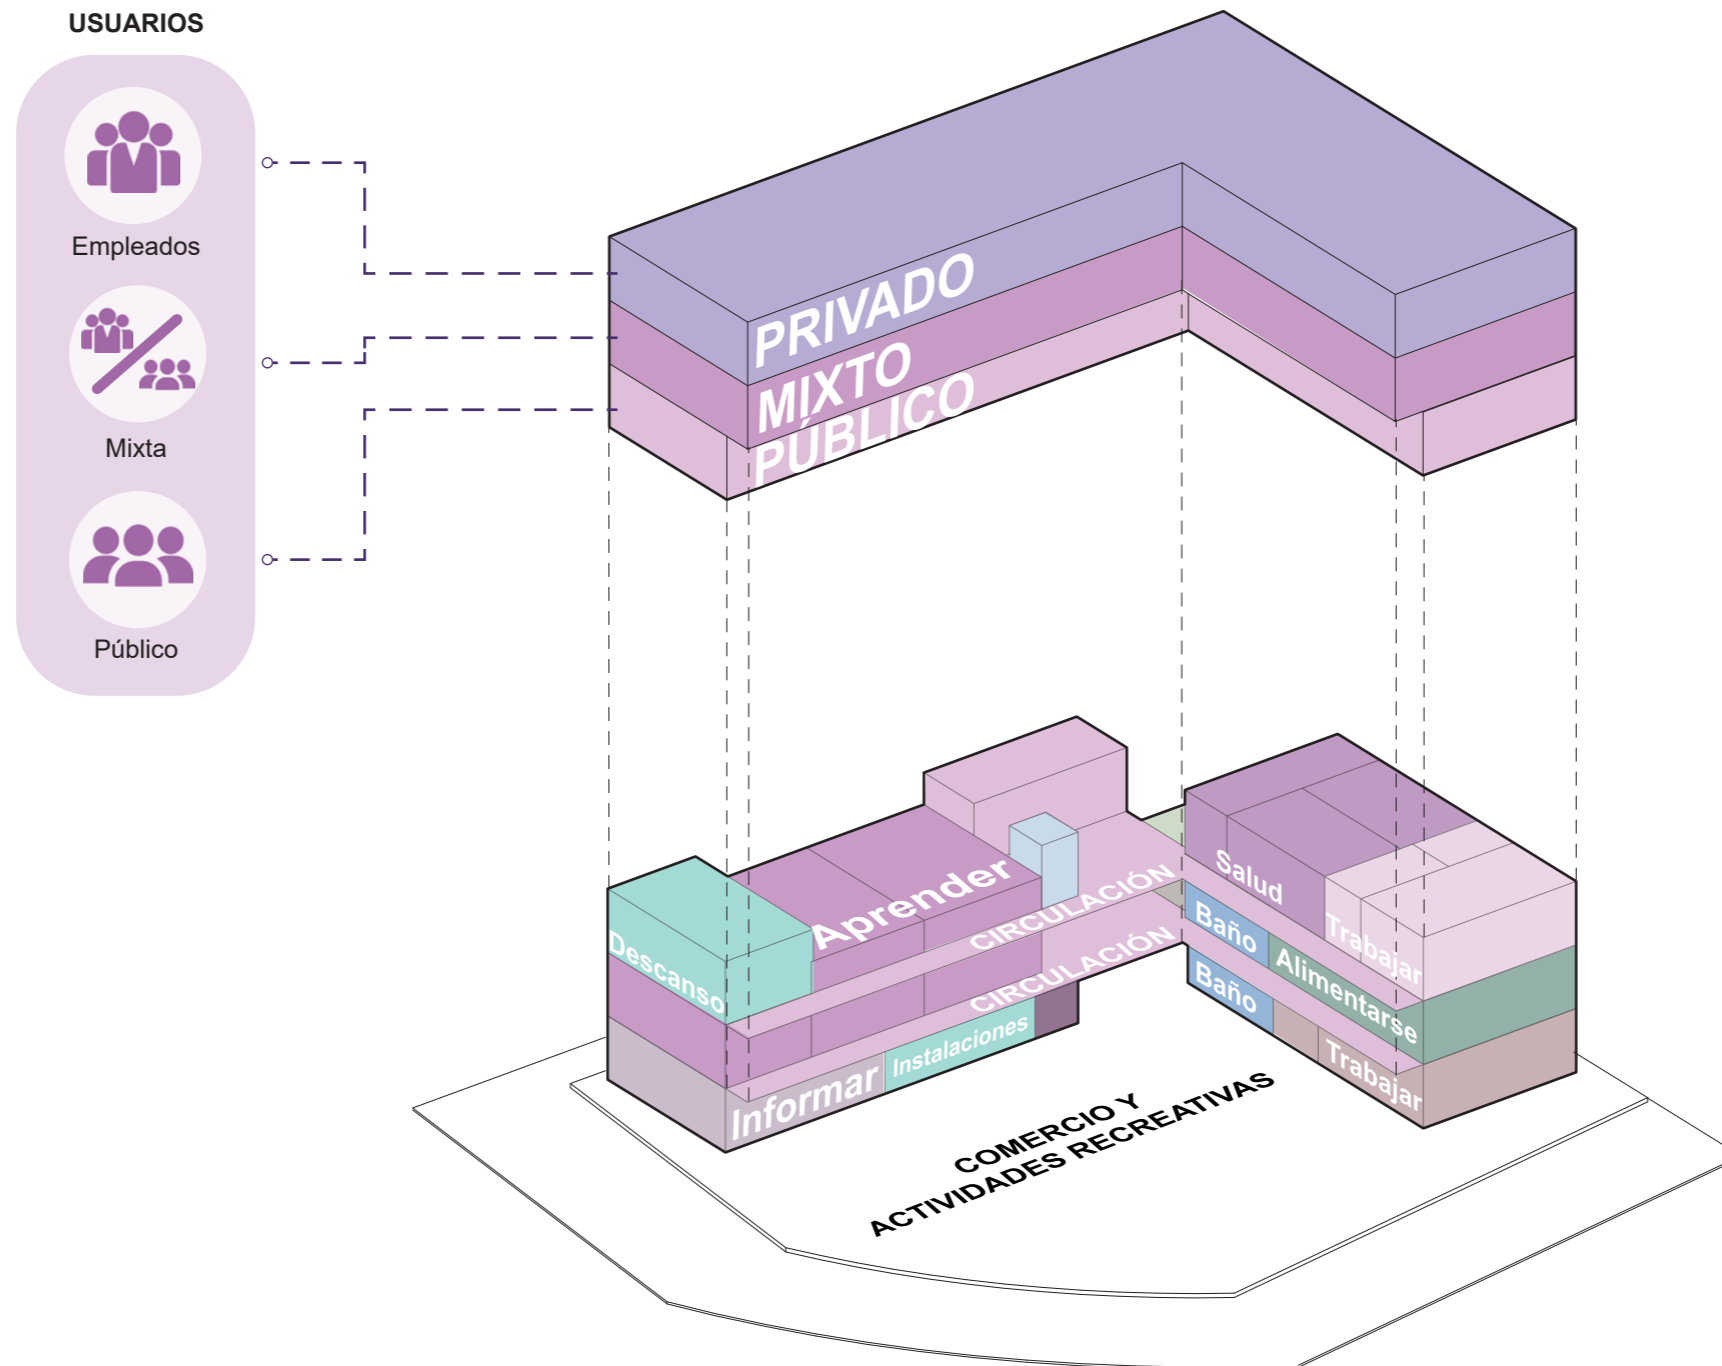 USUARIOS
Empleados
Mixta
Público
PRIVADO
MIXTO
PÚBLICO
Descanso
Aprender
CIRCULACIÓN
CIRCULACIÓN
Informar
Instalaciones
Salud
Trabajar
Baño
Alimentarse
Baño
Trabajar
COMERCIO Y
ACTIVIDADES RECREATIVAS